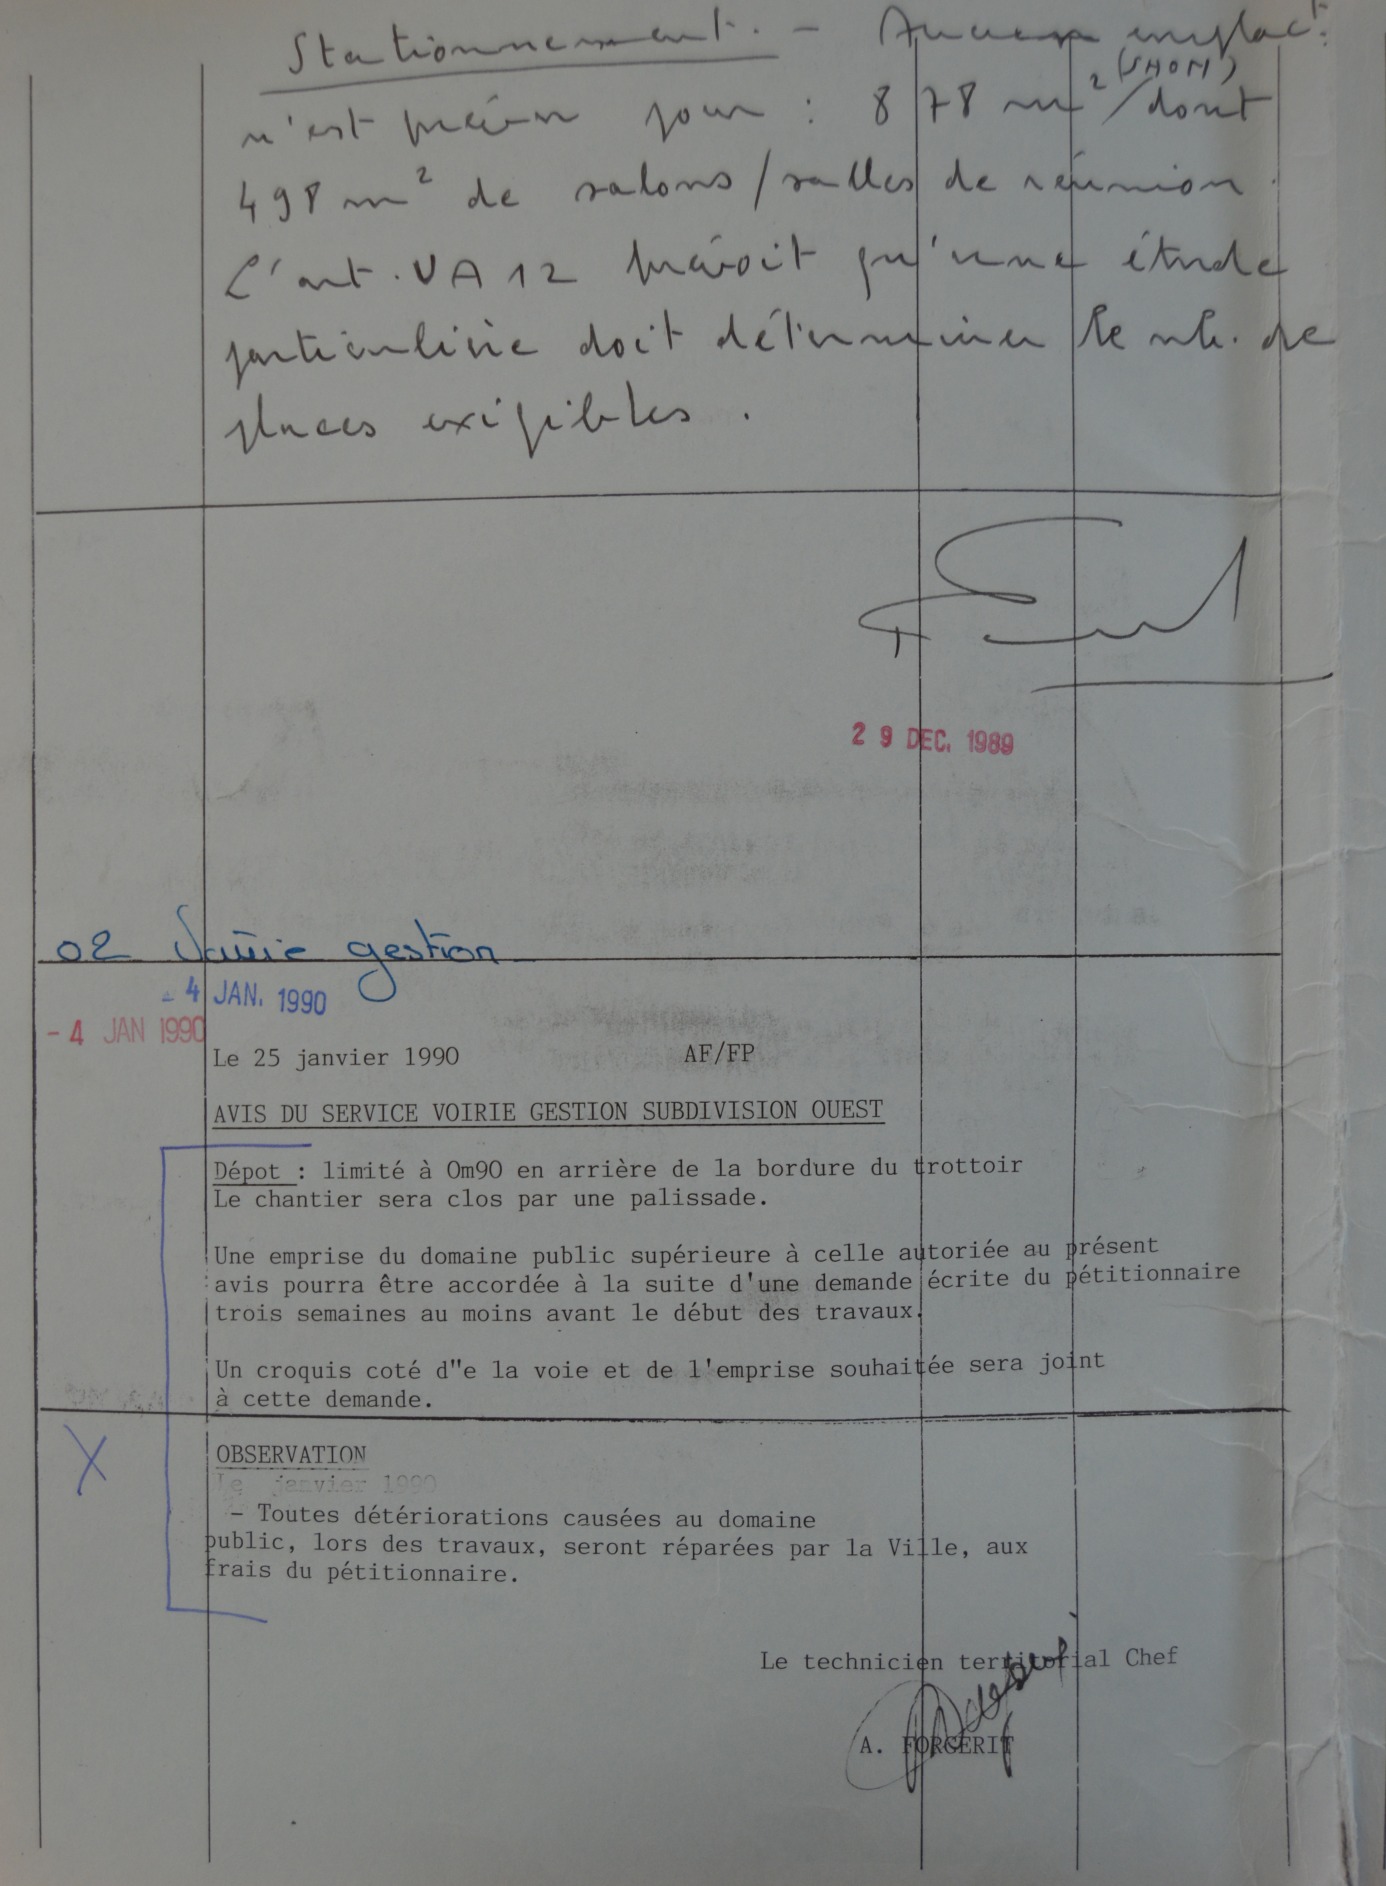 Stationnement. - Aucun emplact.
n'est prévu pour : 878 m² (SHON) / dont
498 m² de salons/salles de réunion.
L'art. UA 12 prévoit qu'une étude
particulière doit déterminer le nb. de
places exigibles.
29 DEC. 1989
02 Voirie gestion
- 4 JAN. 1990
- 4 JAN 1990
Le 25 janvier 1990 AF/FP
AVIS DU SERVICE VOIRIE GESTION SUBDIVISION OUEST
Dépot : limité à 0m90 en arrière de la bordure du trottoir
Le chantier sera clos par une palissade.
Une emprise du domaine public supérieure à celle autoriée au présent
avis pourra être accordée à la suite d'une demande écrite du pétitionnaire
trois semaines au moins avant le début des travaux.
Un croquis coté d"e la voie et de l'emprise souhaitée sera joint
à cette demande.
X
OBSERVATION
le janvier 1990
- Toutes détériorations causées au domaine
public, lors des travaux, seront réparées par la Ville, aux
frais du pétitionnaire.
Le technicien territorial Chef
A. FORGERIT